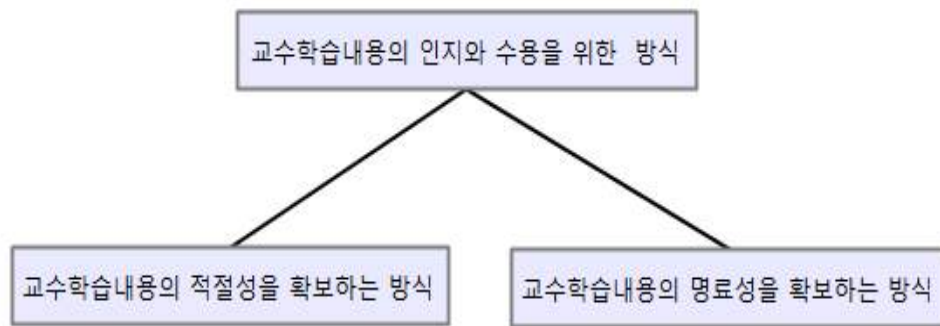 교수학습내용의 인지와 수용을 위한 방식
교수학습내용의 적절성을 확보하는 방식
교수학습내용의 명료성을 확보하는 방식